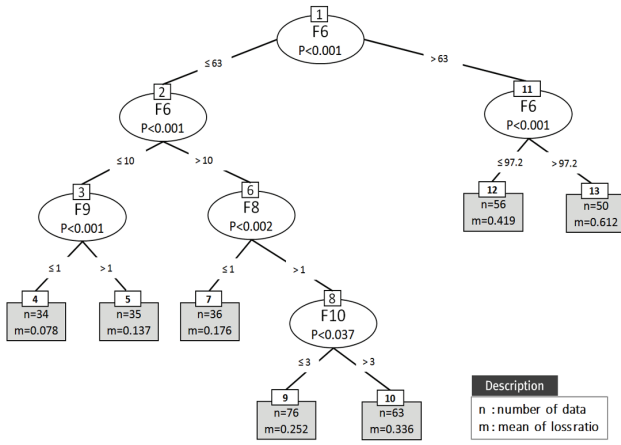 1
F6
P<0.001
≤ 63
> 63
2
F6
P<0.001
11
F6
P<0.001
≤ 10
> 10
≤ 97.2
> 97.2
3
F9
P<0.001
6
F8
P<0.002
12
n=56
m=0.419
13
n=50
m=0.612
≤ 1
> 1
≤ 1
> 1
4
n=34
m=0.078
5
n=35
m=0.137
7
n=36
m=0.176
8
F10
P<0.037
≤ 3
> 3
9
n=76
m=0.252
10
n=63
m=0.336
Description
n : number of data
m : mean of loss ratio